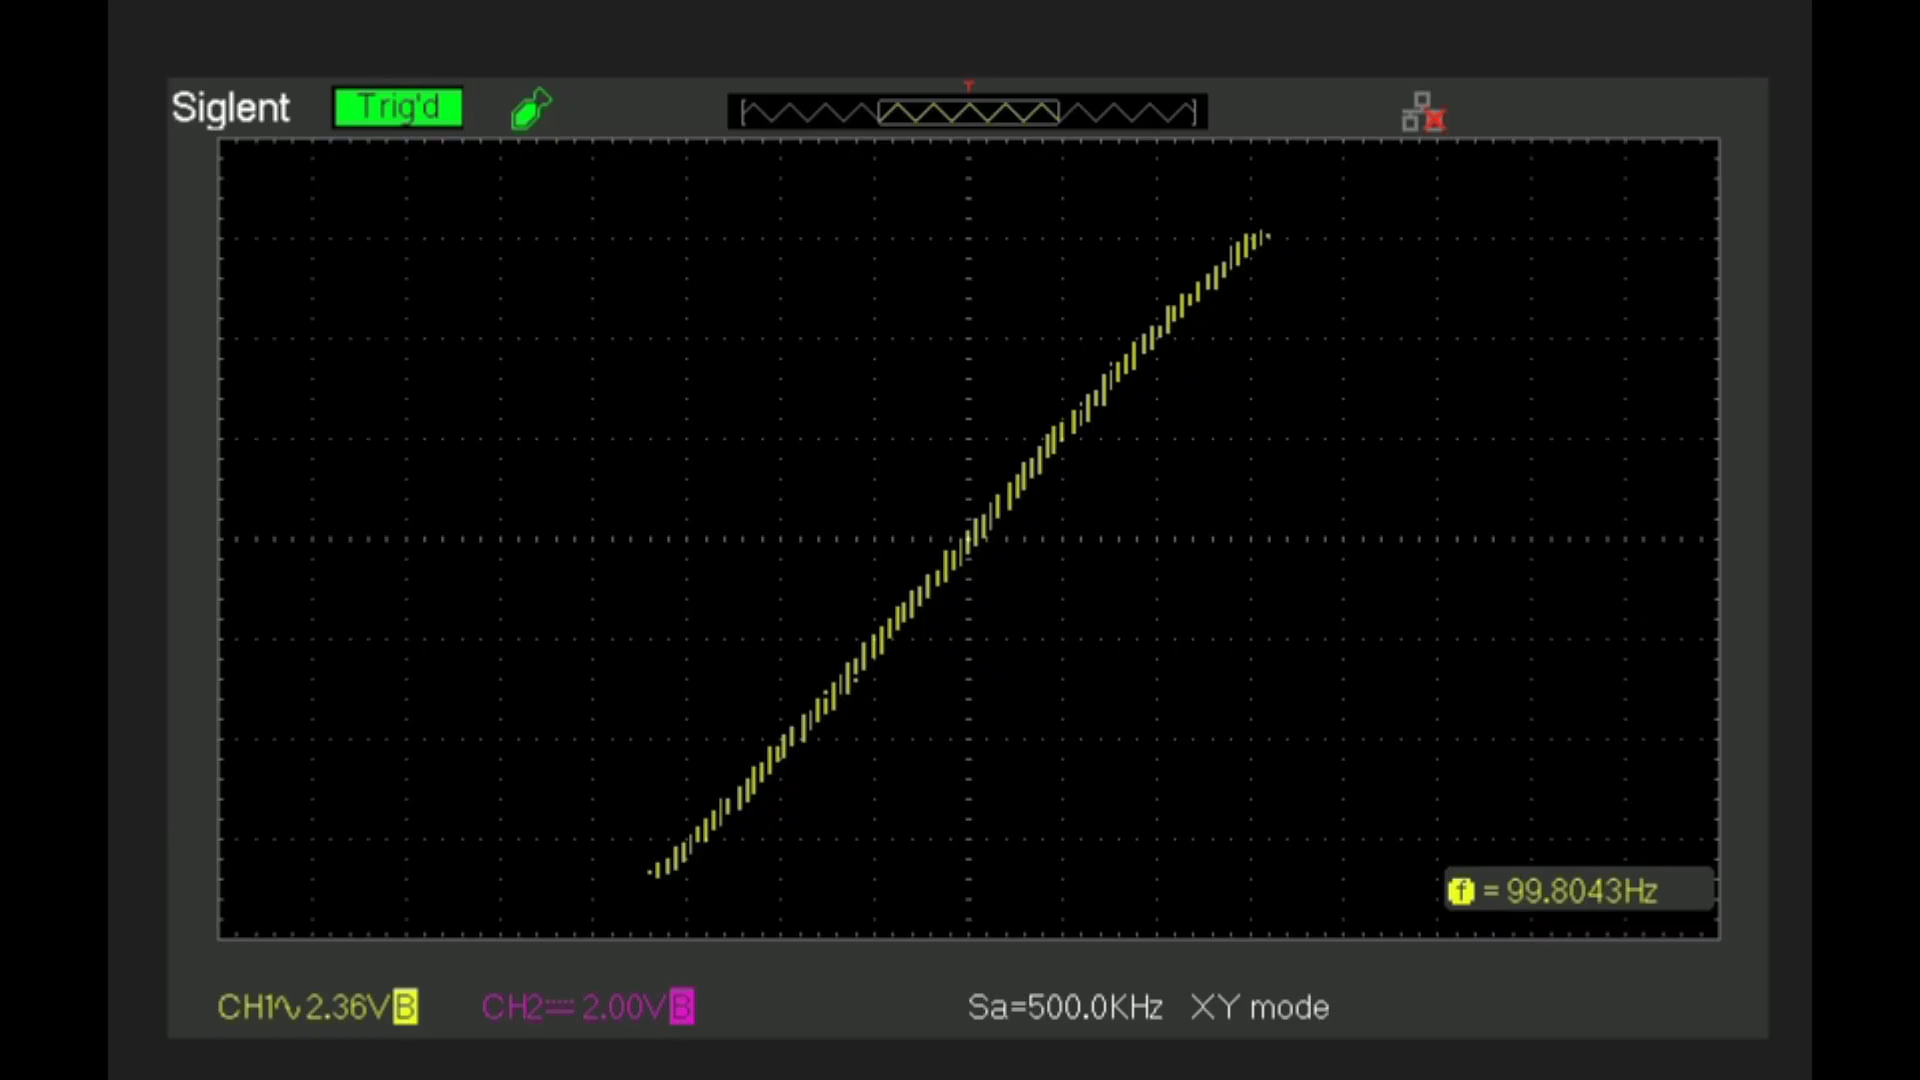 Siglent Trig'd
T
f = 99.8043Hz
CH1∿2.36V B CH2⎓2.00V B Sa=500.0KHz XY mode